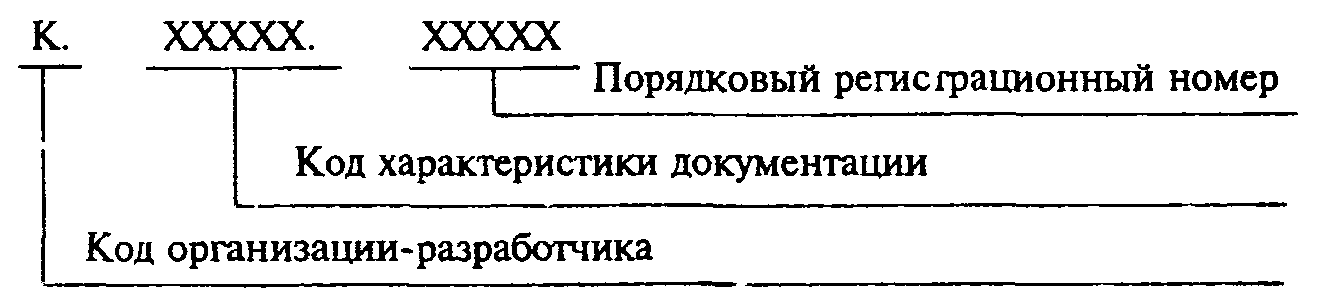 К. XXXXX. XXXXX
Порядковый регистрационный номер
Код характеристики документации
Код организации-разработчика